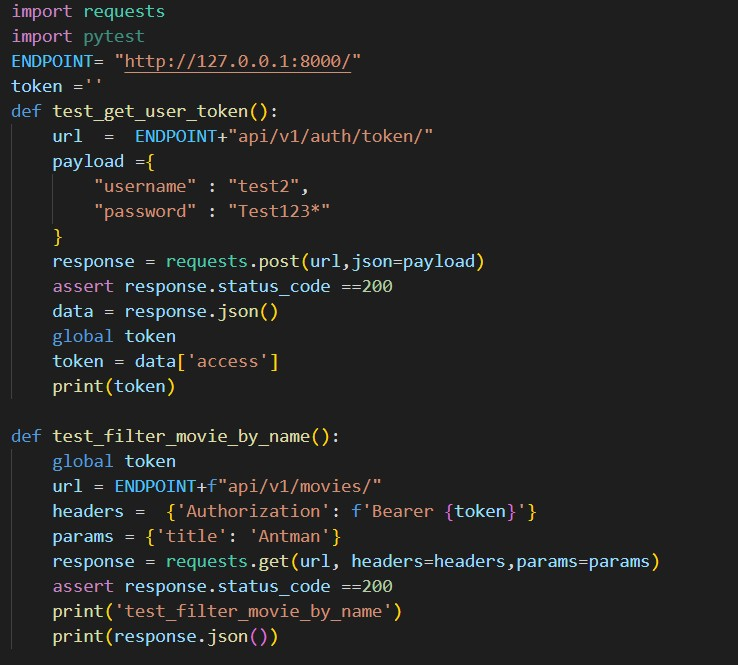 import requests
import pytest
ENDPOINT= "http://127.0.0.1:8000/"
token =''
def test_get_user_token():
    url  =  ENDPOINT+"api/v1/auth/token/"
    payload ={
        "username" : "test2",
        "password" : "Test123*"
    }
    response = requests.post(url,json=payload)
    assert response.status_code ==200
    data = response.json()
    global token
    token = data['access']
    print(token)

def test_filter_movie_by_name():
    global token
    url = ENDPOINT+f"api/v1/movies/"
    headers =  {'Authorization': f'Bearer {token}'}
    params = {'title': 'Antman'}
    response = requests.get(url, headers=headers,params=params)
    assert response.status_code ==200
    print('test_filter_movie_by_name')
    print(response.json())